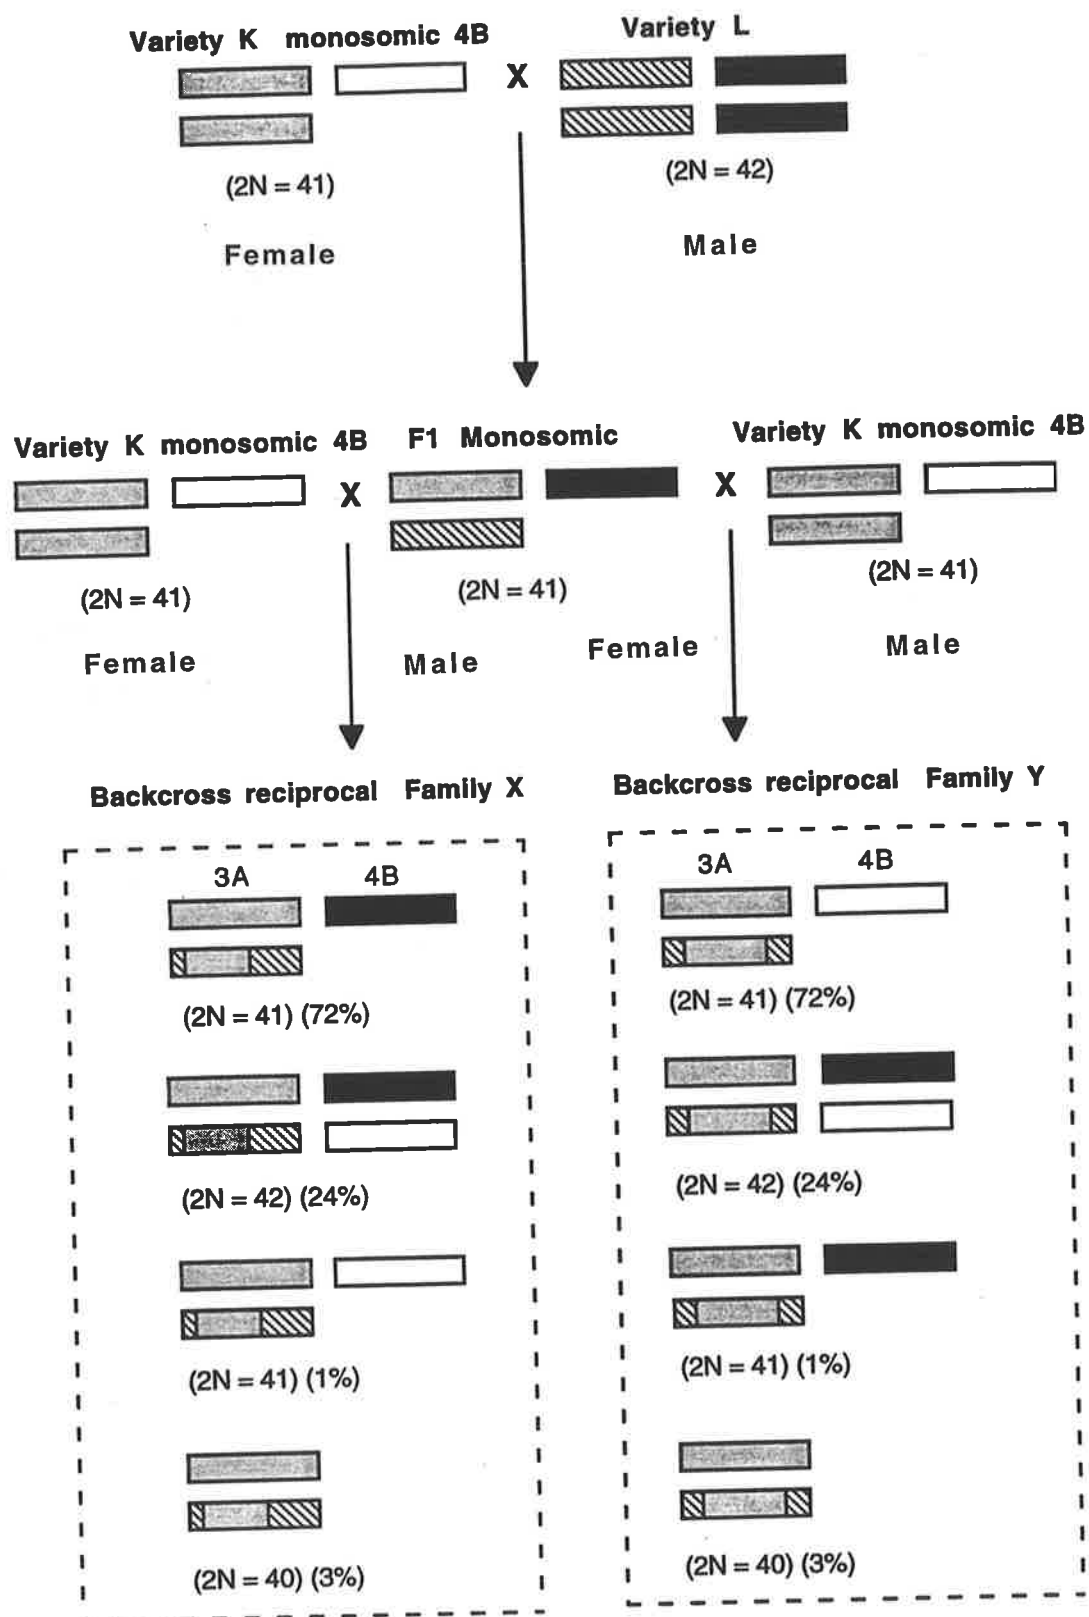 Variety K monosomic 4B
Variety L
X
(2N = 41)
(2N = 42)
Female
Male
Variety K monosomic 4B
F1 Monosomic
Variety K monosomic 4B
X
X
(2N = 41)
(2N = 41)
(2N = 41)
Female
Male
Female
Male
Backcross reciprocal Family X
Backcross reciprocal Family Y
3A 4B
3A 4B
(2N = 41) (72%)
(2N = 41) (72%)
(2N = 42) (24%)
(2N = 42) (24%)
(2N = 41) (1%)
(2N = 41) (1%)
(2N = 40) (3%)
(2N = 40) (3%)